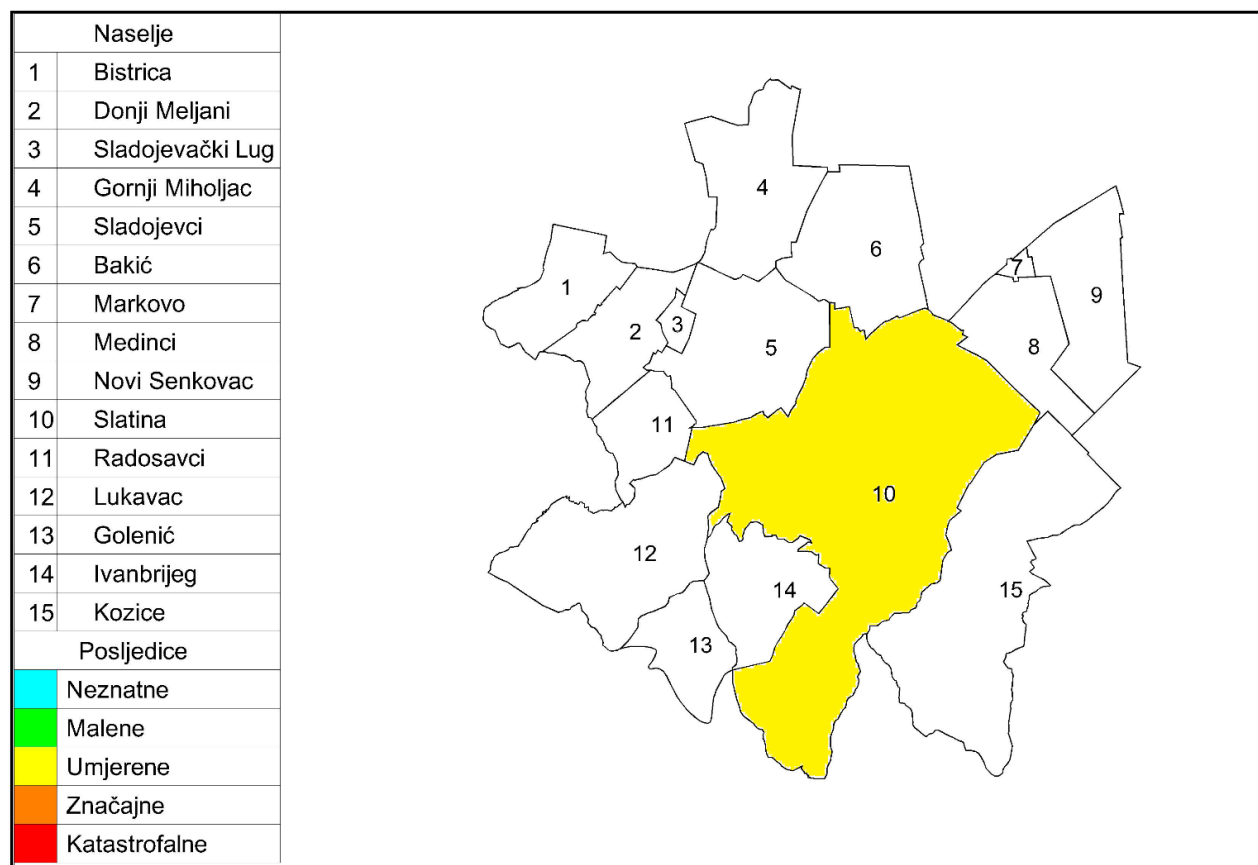 Naselje
1 Bistrica
2 Donji Meljani
3 Sladojevački Lug
4 Gornji Miholjac
5 Sladojevci
6 Bakić
7 Markovo
8 Medinci
9 Novi Senkovac
10 Slatina
11 Radosavci
12 Lukavac
13 Golenić
14 Ivanbrijeg
15 Kozice
Posljedice
Neznatne
Malene
Umjerene
Značajne
Katastrofalne
4
6
7
1
9
3
2
5
8
11
10
12
14
15
13